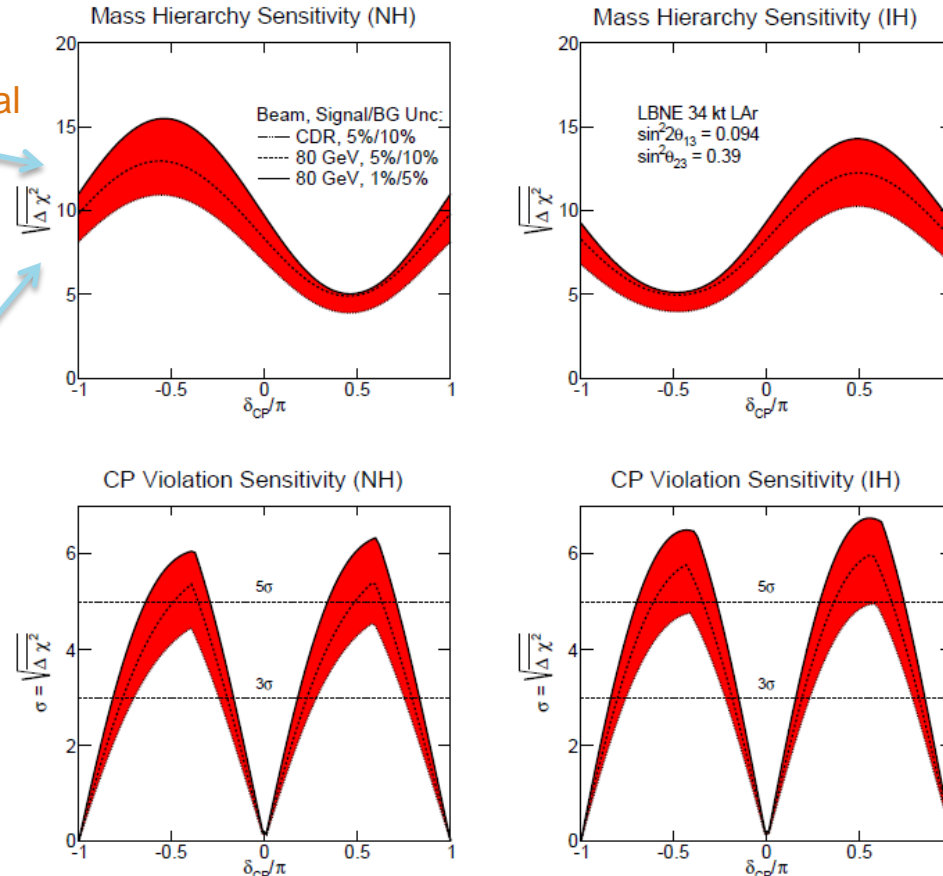 al
Mass Hierarchy Sensitivity (NH)
20
15
10
5
0
-1 -0.5 0 0.5 1
√Δχ²
δCP/π
Beam, Signal/BG Unc:
CDR, 5%/10%
80 GeV, 5%/10%
80 GeV, 1%/5%
Mass Hierarchy Sensitivity (IH)
20
15
10
5
0
-1 -0.5 0 0.5
√Δχ²
δCP/π
LBNE 34 kt LAr
sin²2θ₁₃ = 0.094
sin²θ₂₃ = 0.39
CP Violation Sensitivity (NH)
6
4
2
0
-1 -0.5 0 0.5 1
σ = √Δχ²
δCP/π
5σ
3σ
CP Violation Sensitivity (IH)
6
4
2
0
-1 -0.5 0 0.5
σ = √Δχ²
δCP/π
5σ
3σ